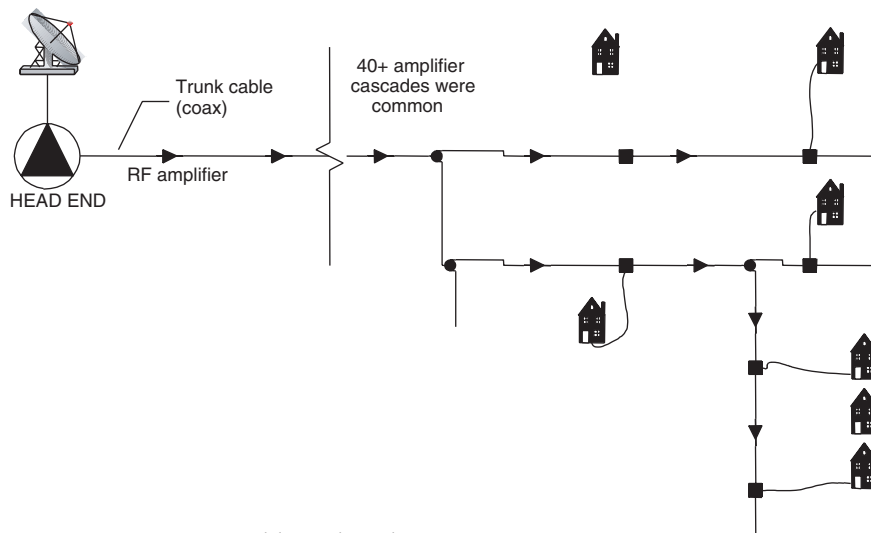 40+ amplifier
cascades were
common
Trunk cable
(coax)
RF amplifier
HEAD END